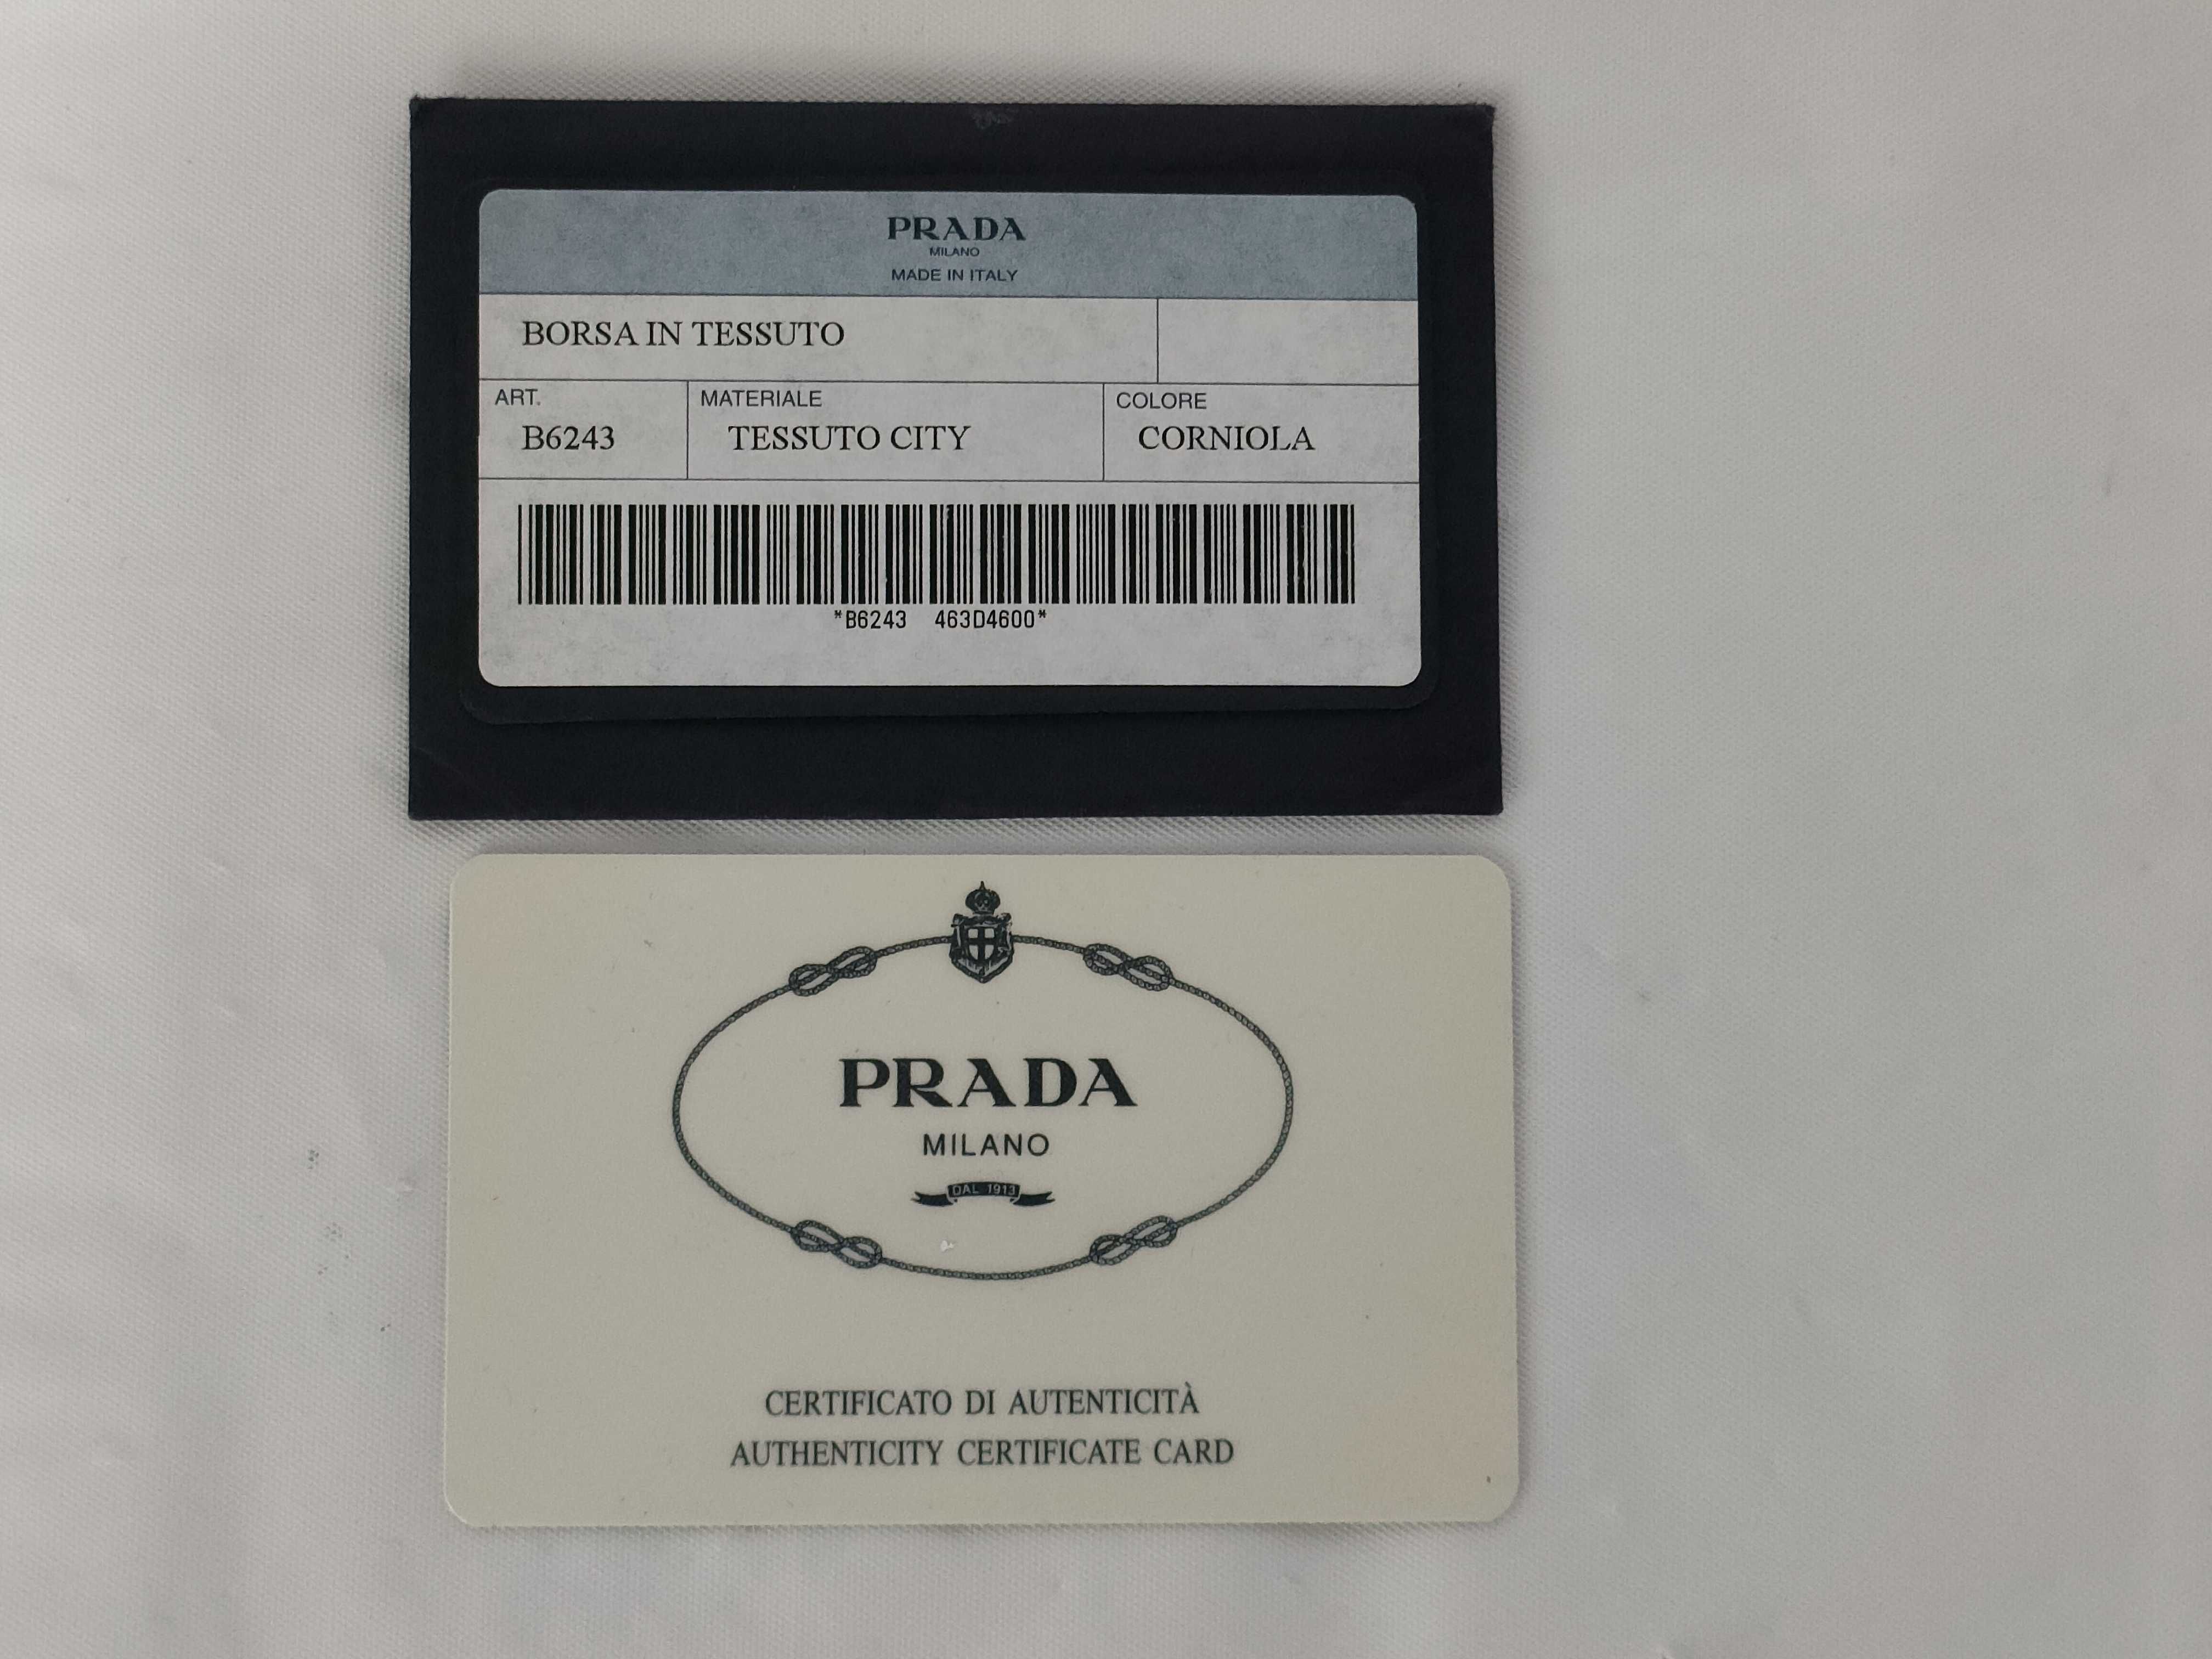 PRADA
MILANO
MADE IN ITALY
BORSA IN TESSUTO
ART.
B6243
MATERIALE
TESSUTO CITY
COLORE
CORNIOLA
*B6243  463D4600*
PRADA
MILANO
DAL 1913
CERTIFICATO DI AUTENTICITÀ
AUTHENTICITY CERTIFICATE CARD